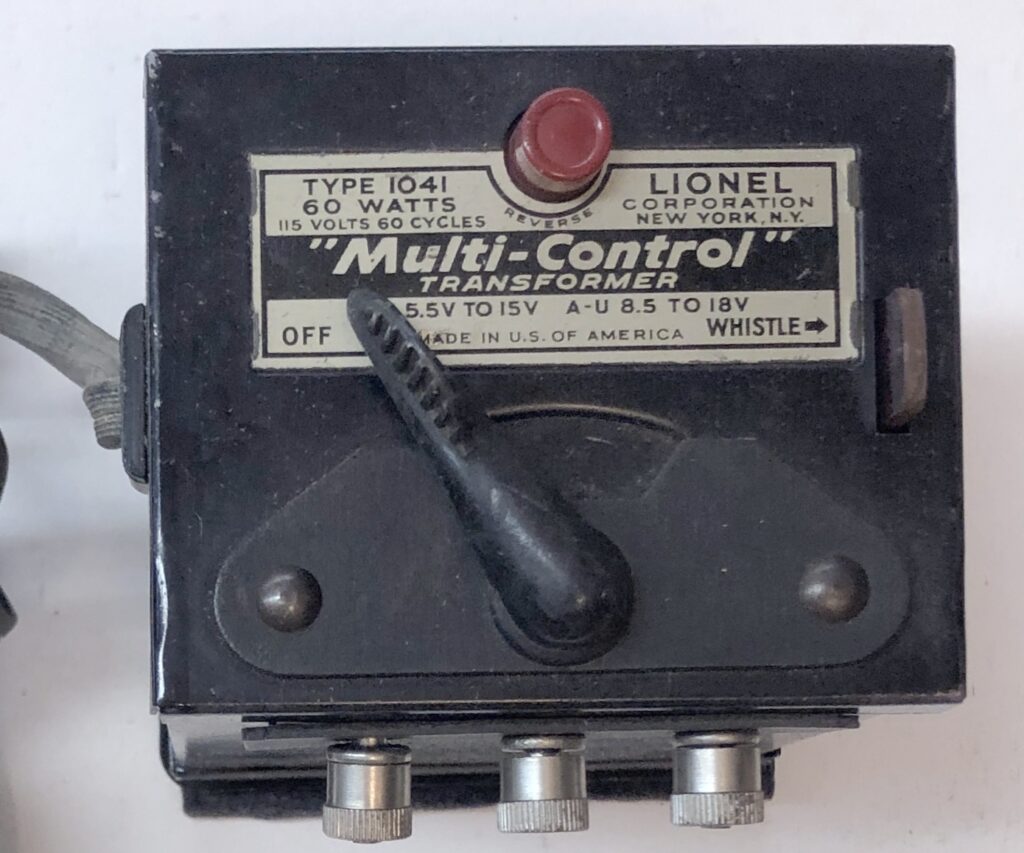 TYPE 1041
60 WATTS
115 VOLTS 60 CYCLES
REVERSE
LIONEL
CORPORATION
NEW YORK, N.Y.
"Multi-Control"
TRANSFORMER
5.5V TO 15V A-U 8.5 TO 18V
OFF
MADE IN U.S. OF AMERICA
WHISTLE➡